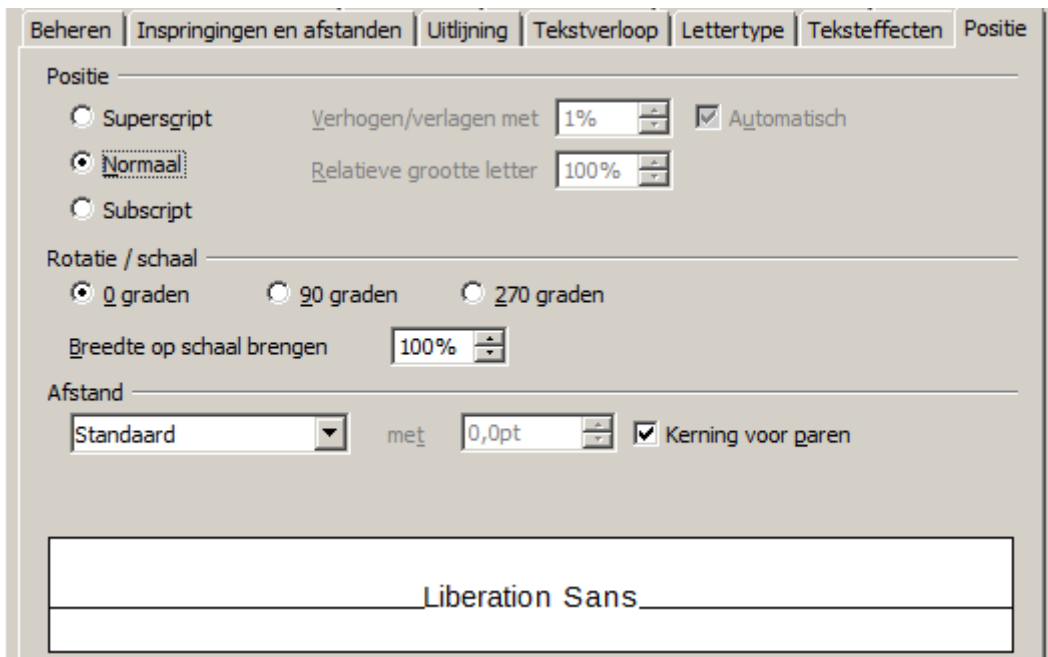 Beheren Inspringingen en afstanden Uitlijning Tekstverloop Lettertype Teksteffecten Positie
Positie
Superscript Verhogen/verlagen met 1% Automatisch
Normaal Relatieve grootte letter 100%
Subscript
Rotatie / schaal
0 graden 90 graden 270 graden
Breedte op schaal brengen 100%
Afstand
Standaard met 0,0pt Kerning voor paren
Liberation Sans